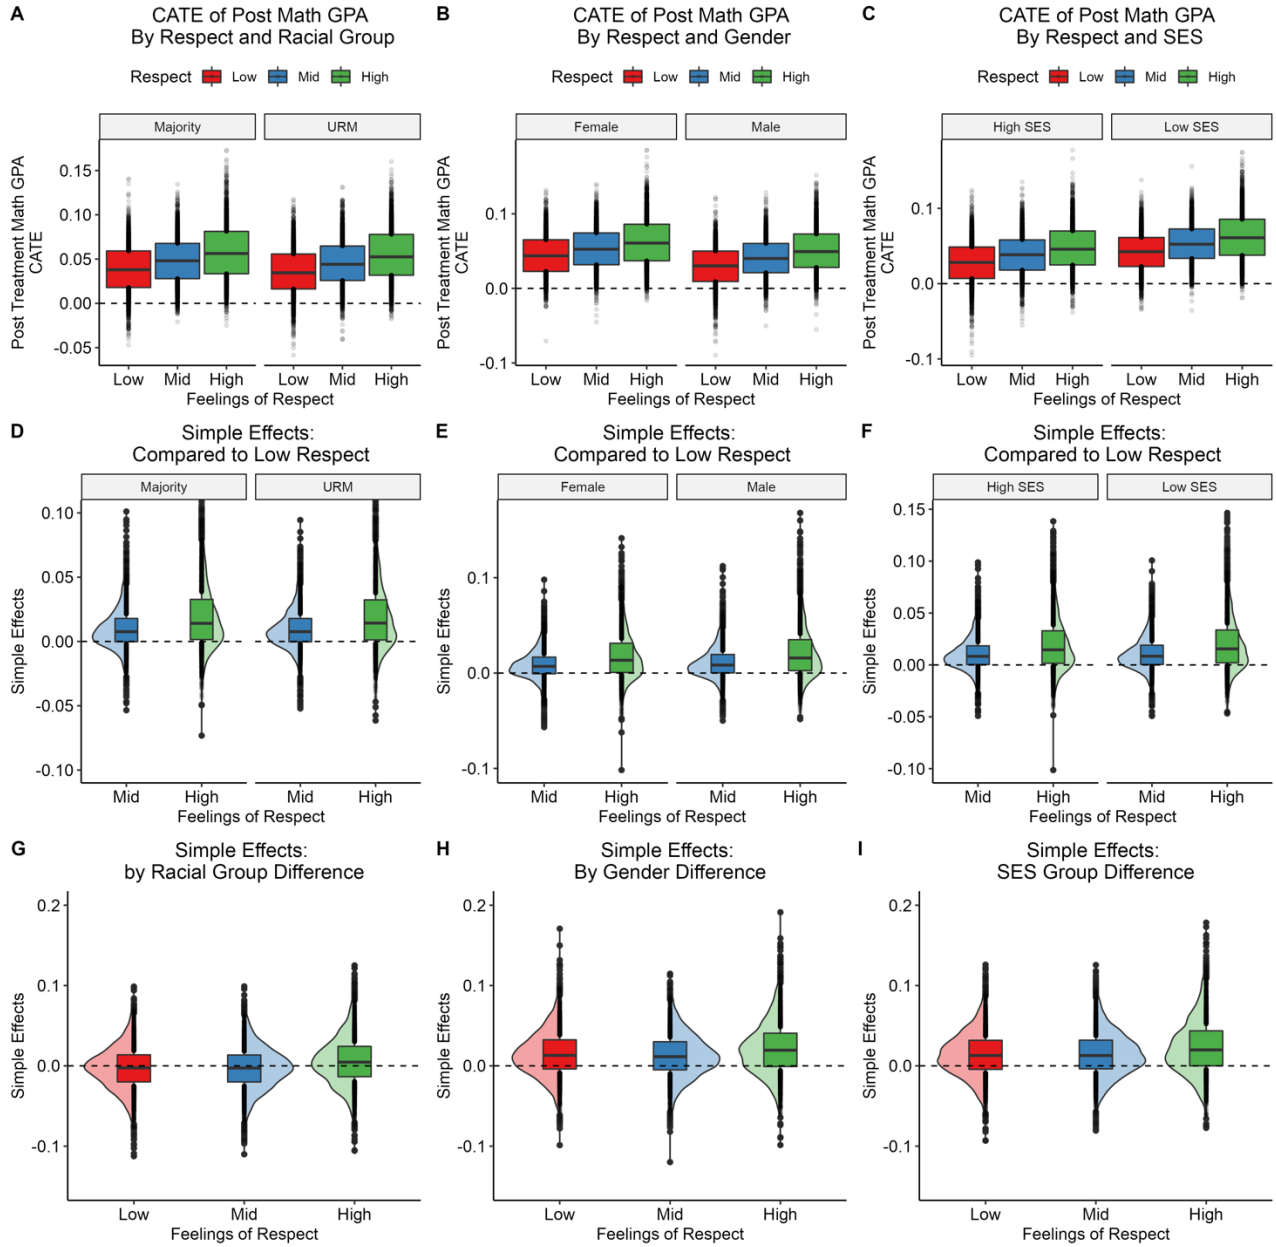 A
CATE of Post Math GPA
By Respect and Racial Group
Respect Low Mid High
Majority URM
0.15
0.10
0.05
0.00
-0.05
Post Treatment Math GPA
CATE
Low Mid High Low Mid High
Feelings of Respect
B
CATE of Post Math GPA
By Respect and Gender
Respect Low Mid High
Female Male
0.1
0.0
-0.1
Post Treatment Math GPA
CATE
Low Mid High Low Mid High
Feelings of Respect
C
CATE of Post Math GPA
By Respect and SES
Respect Low Mid High
High SES Low SES
0.1
0.0
-0.1
Post Treatment Math GPA
CATE
Low Mid High Low Mid High
Feelings of Respect
D
Simple Effects:
Compared to Low Respect
Majority URM
0.10
0.05
0.00
-0.05
-0.10
Simple Effects
Mid High Mid High
Feelings of Respect
E
Simple Effects:
Compared to Low Respect
Female Male
0.1
0.0
-0.1
Simple Effects
Mid High Mid High
Feelings of Respect
F
Simple Effects:
Compared to Low Respect
High SES Low SES
0.15
0.10
0.05
0.00
-0.05
-0.10
Simple Effects
Mid High Mid High
Feelings of Respect
G
Simple Effects:
by Racial Group Difference
0.2
0.1
0.0
-0.1
Simple Effects
Low Mid High
Feelings of Respect
H
Simple Effects:
By Gender Difference
0.2
0.1
0.0
-0.1
Simple Effects
Low Mid High
Feelings of Respect
I
Simple Effects:
SES Group Difference
0.2
0.1
0.0
-0.1
Simple Effects
Low Mid High
Feelings of Respect